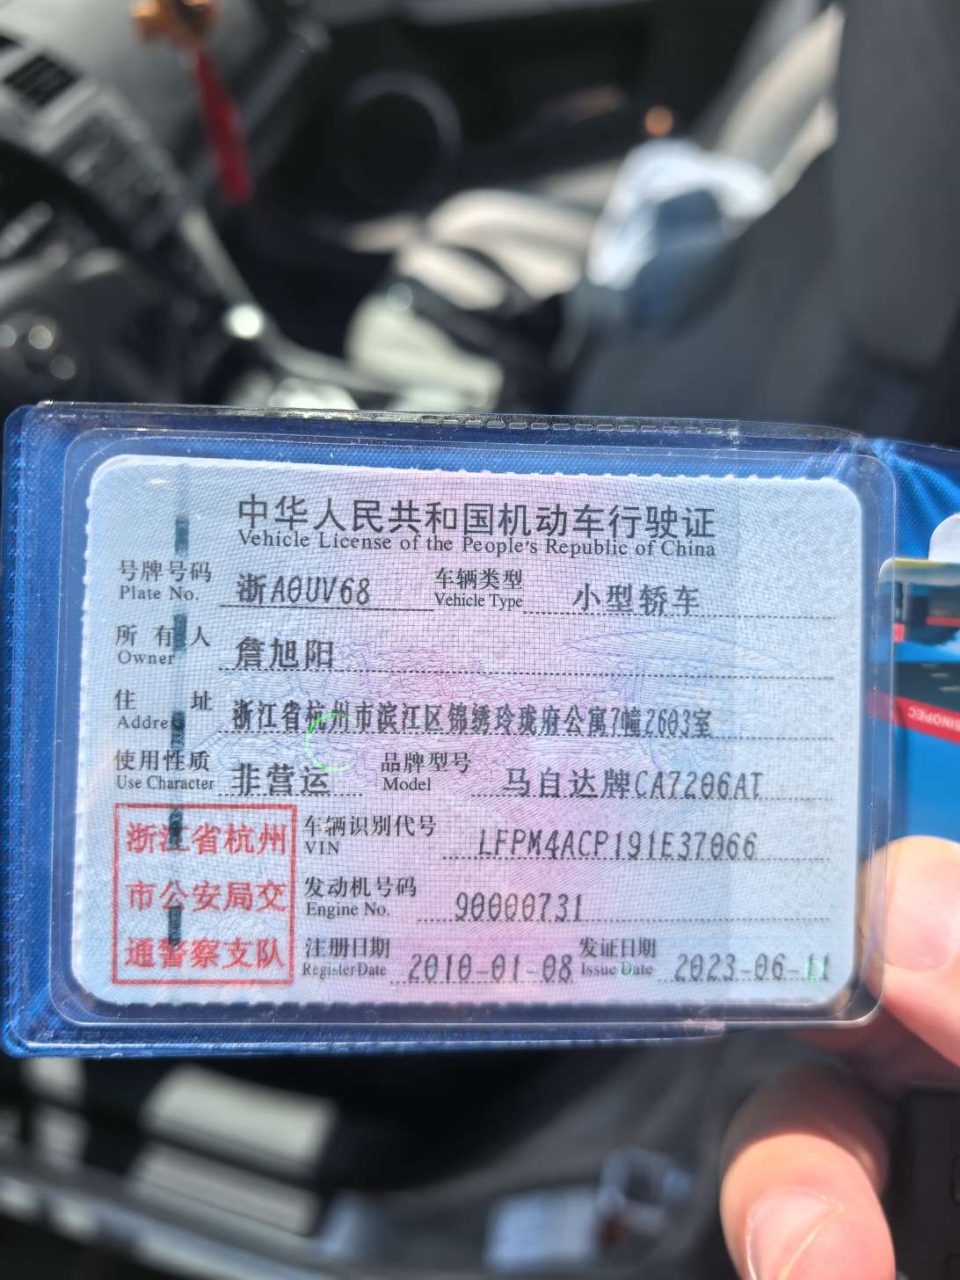 中华人民共和国机动车行驶证
Vehicle License of the People's Republic of China
号牌号码 浙A0UV68 车辆类型 小型轿车
Plate No. Vehicle Type
所有人 詹旭阳
Owner
住址 浙江省杭州市滨江区锦绣玲珑府公寓7幢2603室
Address
使用性质 非营运 品牌型号 马自达牌CA7206AT
Use Character Model
浙江省杭州
市公安局交
通警察支队
车辆识别代号 LFPM4ACP191E37066
VIN
发动机号码 90000731
Engine No.
注册日期 2010-01-08 发证日期 2023-06-11
Register Date Issue Date
SINOPEC